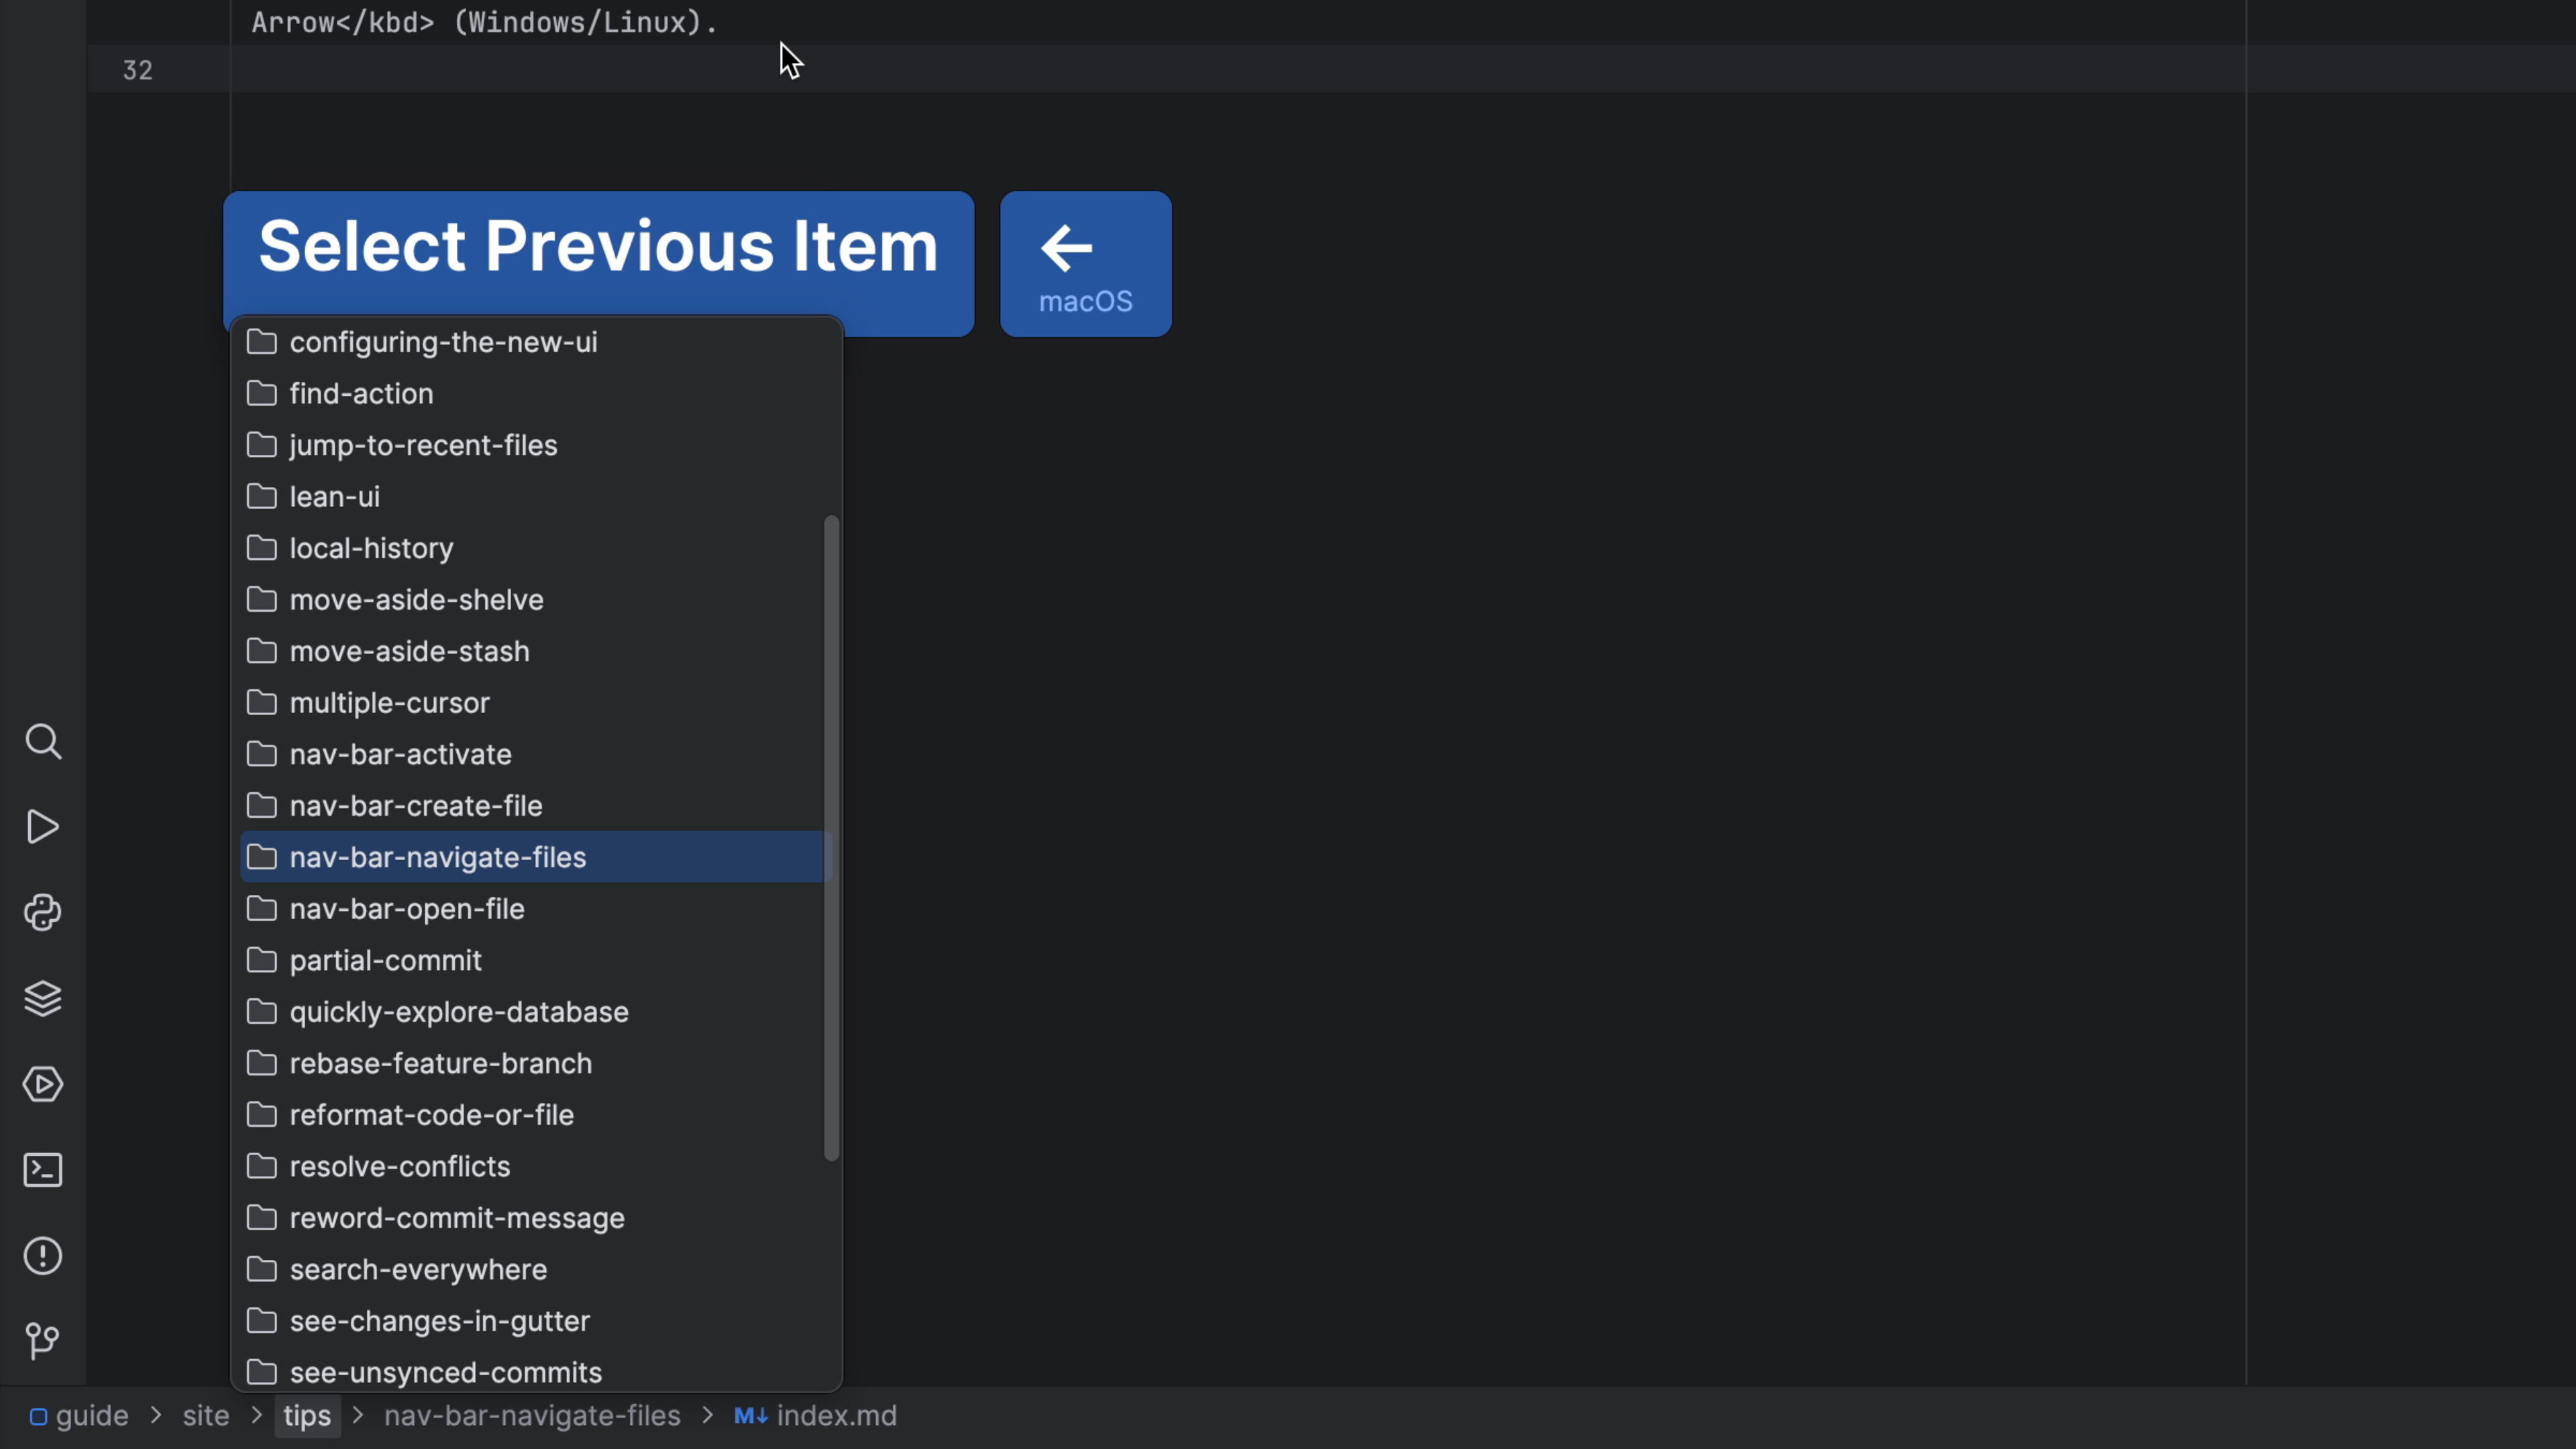 Arrow</kbd> (Windows/Linux).
32
Select Previous Item
←
macOS
configuring-the-new-ui
find-action
jump-to-recent-files
lean-ui
local-history
move-aside-shelve
move-aside-stash
multiple-cursor
nav-bar-activate
nav-bar-create-file
nav-bar-navigate-files
nav-bar-open-file
partial-commit
quickly-explore-database
rebase-feature-branch
reformat-code-or-file
resolve-conflicts
reword-commit-message
search-everywhere
see-changes-in-gutter
see-unsynced-commits
guide > site > tips > nav-bar-navigate-files > M↓ index.md